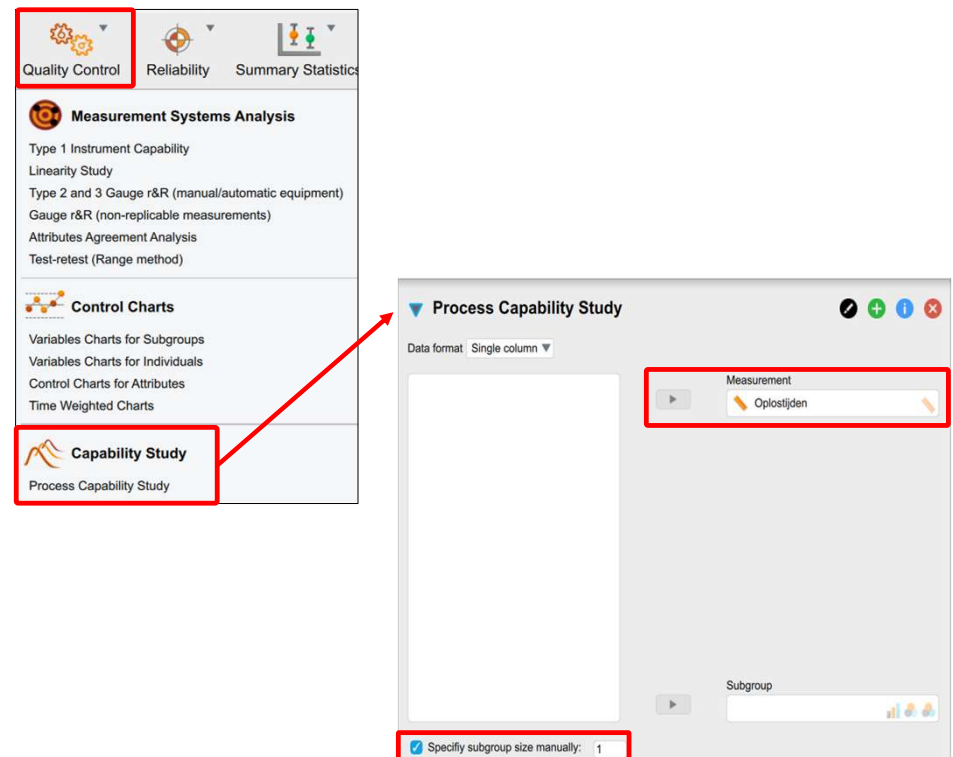 Quality Control Reliability Summary Statistics
Measurement Systems Analysis
Type 1 Instrument Capability
Linearity Study
Type 2 and 3 Gauge r&R (manual/automatic equipment)
Gauge r&R (non-replicable measurements)
Attributes Agreement Analysis
Test-retest (Range method)
Control Charts
Variables Charts for Subgroups
Variables Charts for Individuals
Control Charts for Attributes
Time Weighted Charts
Capability Study
Process Capability Study
Process Capability Study
Data format Single column
Measurement
Oplostijden
Subgroup
Specifiy subgroup size manually: 1